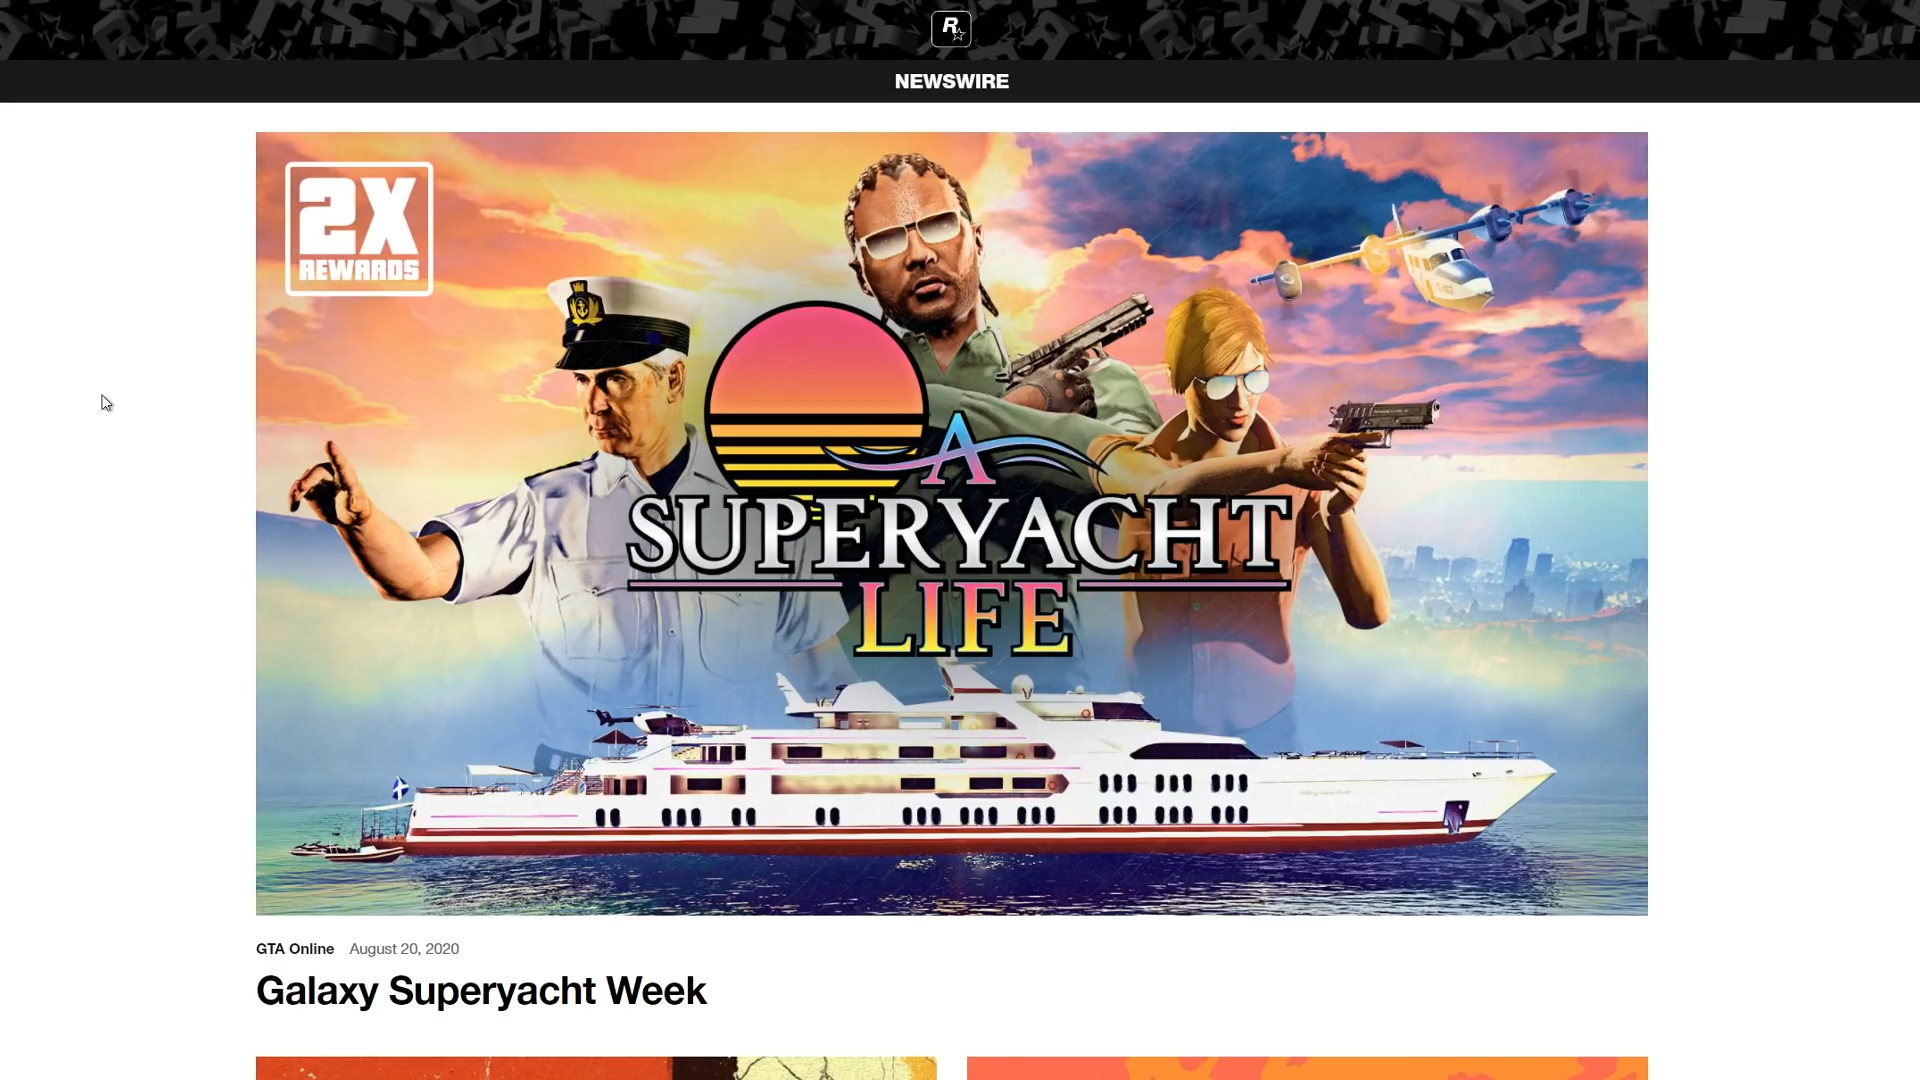 R
NEWSWIRE
2X
REWARDS
A
SUPERYACHT
LIFE
GTA Online August 20, 2020
Galaxy Superyacht Week